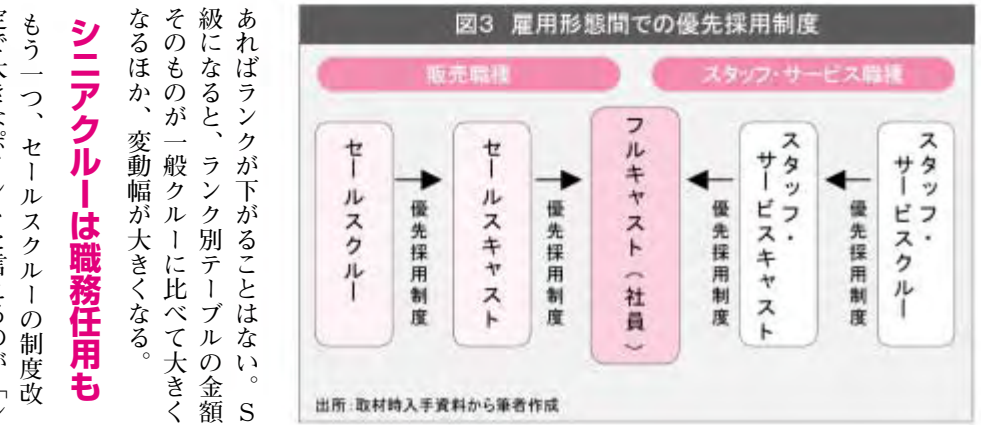 図3 雇用形態間での優先採用制度
販売職種
スタッフ・サービス職種
セールスクルー
優先採用制度
セールスキャスト
優先採用制度
フルキャスト（社員）
優先採用制度
スタッフ・
サービスキャスト
優先採用制度
スタッフ・
サービスクルー
出所：取材時入手資料から筆者作成
あればランクが下がることはない。S
級になると、ランク別テーブルの金額
そのものが一般クルーに比べて大きく
なるほか、変動幅が大きくなる。
シニアクルーは職務任用も
もう一つ、セールスクルーの制度改